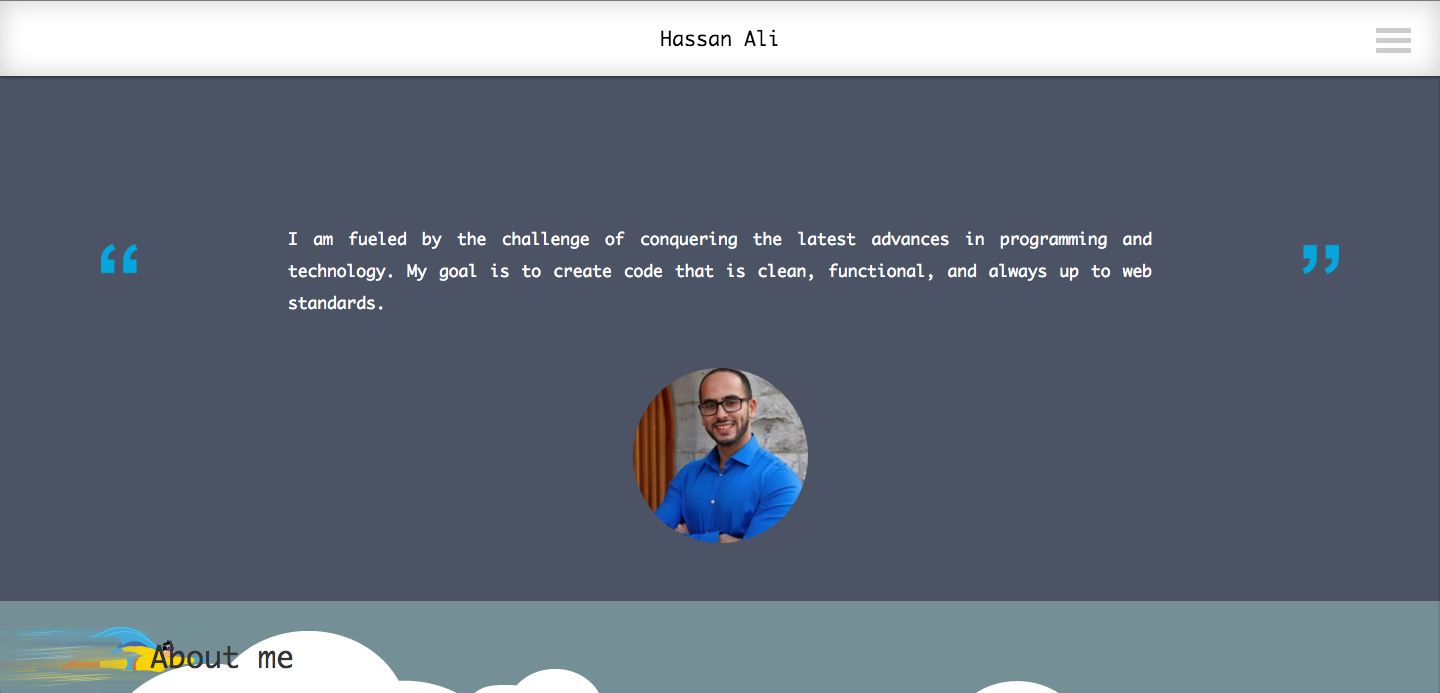 Hassan Ali
“
I am fueled by the challenge of conquering the latest advances in programming and
technology. My goal is to create code that is clean, functional, and always up to web
standards.
”
About me